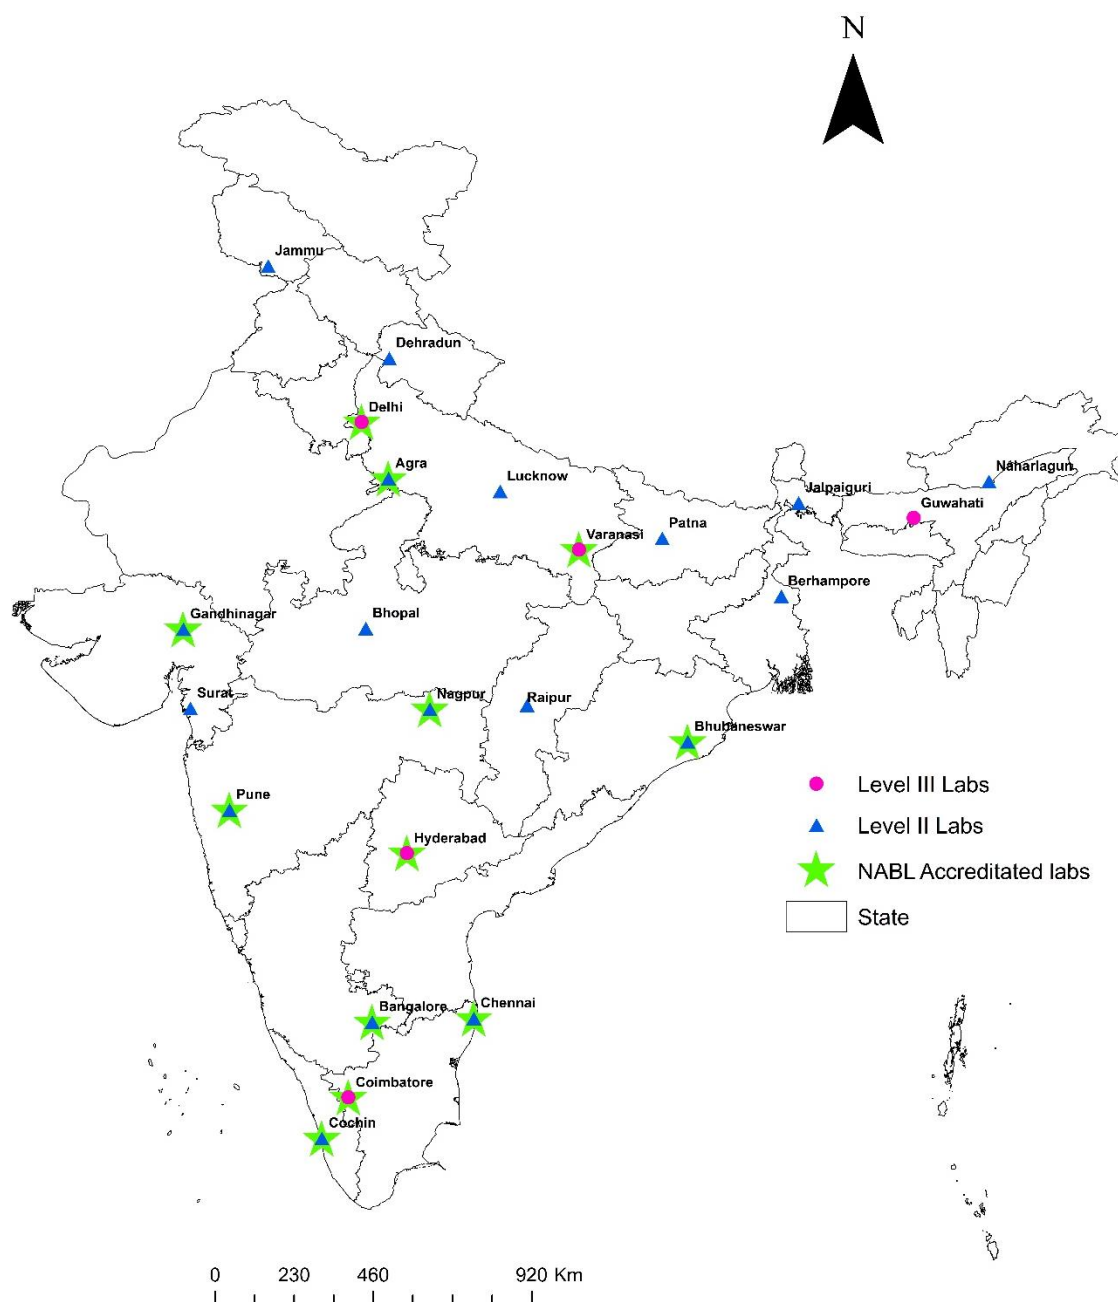 N
Jammu
Dehradun
Delhi
Agra
Lucknow
Naharlagun
Jalpaiguri
Guwahati
Varanasi
Patna
Berhampore
Gandhinagar
Bhopal
Surat
Nagpur
Raipur
Bhubaneswar
Pune
Hyderabad
Level III Labs
Level II Labs
NABL Accreditated labs
State
Bangalore
Chennai
Coimbatore
Cochin
0 230 460 920 Km